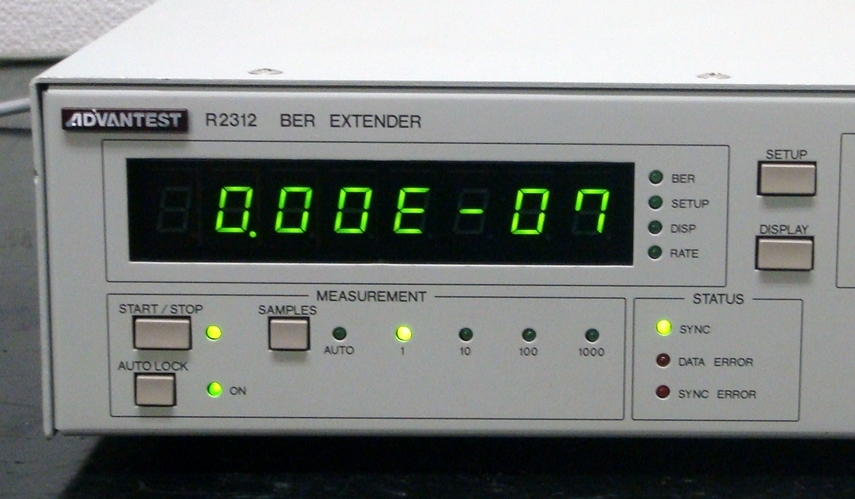 ADVANTEST R2312 BER EXTENDER
0.00E-07
BER
SETUP
DISP
RATE
SETUP
DISPLAY
MEASUREMENT
START / STOP
SAMPLES
AUTO 1 10 100 1000
AUTO LOCK
ON
STATUS
SYNC
DATA ERROR
SYNC ERROR